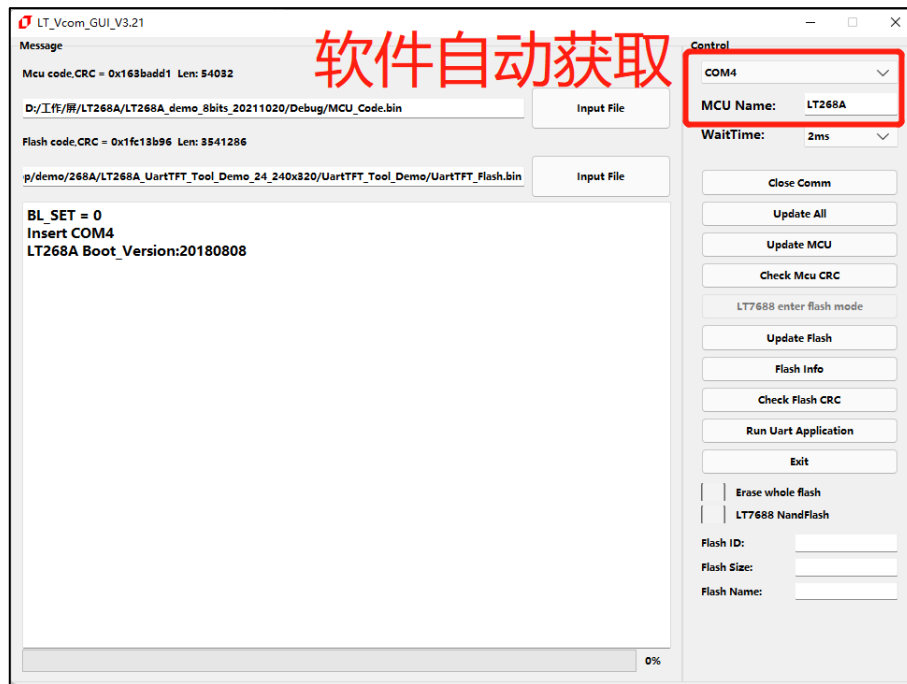 LT_Vcom_GUI_V3.21
软件自动获取
Message
Mcu code,CRC = 0x163badd1 Len: 54032
D:/工作/屏/LT268A/LT268A_demo_8bits_20211020/Debug/MCU_Code.bin
Input File
Flash code,CRC = 0x1fc13b96 Len: 3541286
p/demo/268A/LT268A_UartTFT_Tool_Demo_24_240x320/UartTFT_Tool_Demo/UartTFT_Flash.bin
Input File
BL_SET = 0
Insert COM4
LT268A Boot_Version:20180808
0%
Control
COM4
MCU Name: LT268A
WaitTime: 2ms
Close Comm
Update All
Update MCU
Check Mcu CRC
LT7688 enter flash mode
Update Flash
Flash Info
Check Flash CRC
Run Uart Application
Exit
Erase whole flash
LT7688 NandFlash
Flash ID:
Flash Size:
Flash Name: